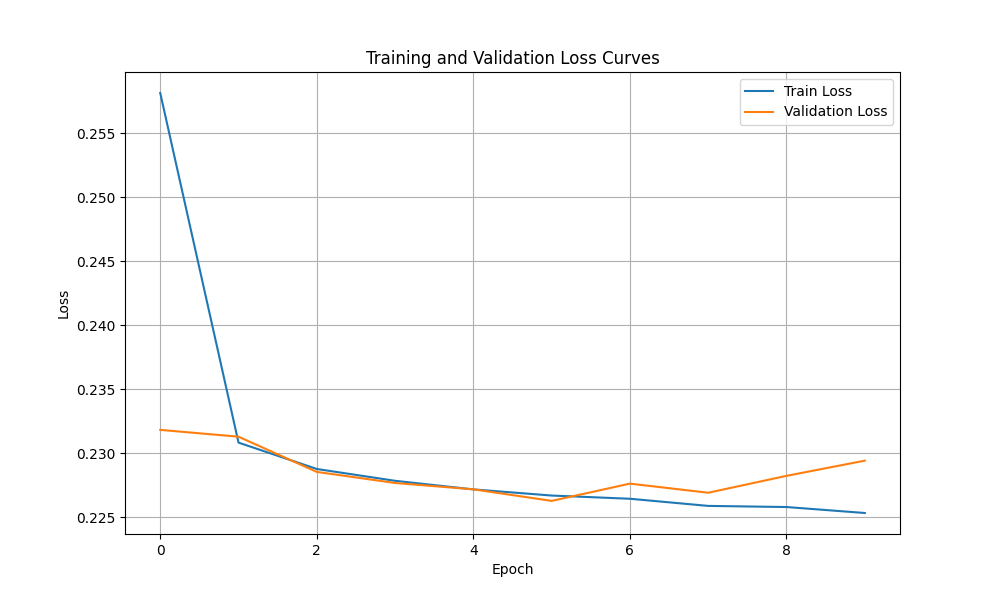 Training and Validation Loss Curves
Train Loss
Validation Loss
0.255
0.250
0.245
0.240
0.235
0.230
0.225
Loss
0 2 4 6 8
Epoch